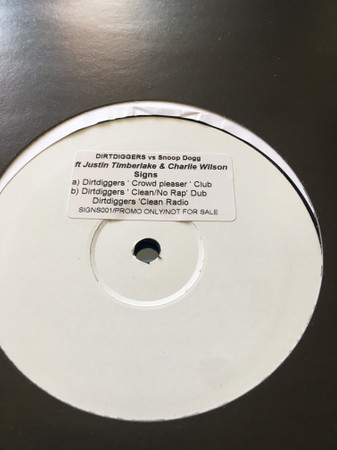 DIRTDIGGERS vs Snoop Dogg
ft Justin Timberlake & Charlie Wilson
Signs
a) Dirtdiggers ' Crowd pleaser ' Club
b) Dirtdiggers ' Clean/No Rap' Dub
Dirtdiggers 'Clean Radio
SIGNS001/PROMO ONLY/NOT FOR SALE